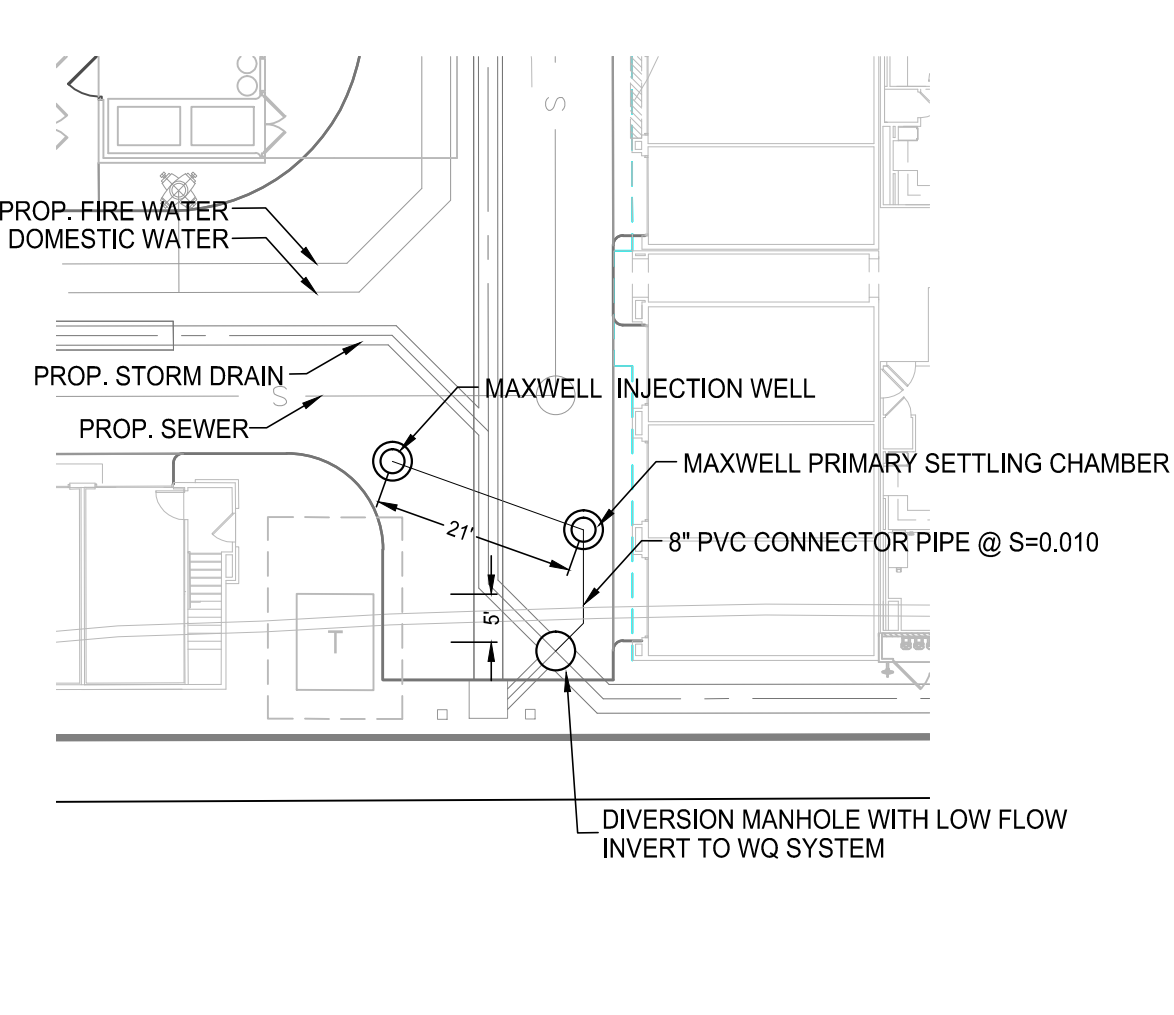 S
PROP. FIRE WATER
DOMESTIC WATER
PROP. STORM DRAIN
MAXWELL INJECTION WELL
S
PROP. SEWER
MAXWELL PRIMARY SETTLING CHAMBER
21'
8" PVC CONNECTOR PIPE @ S=0.010
5'
T
DIVERSION MANHOLE WITH LOW FLOW
INVERT TO WQ SYSTEM